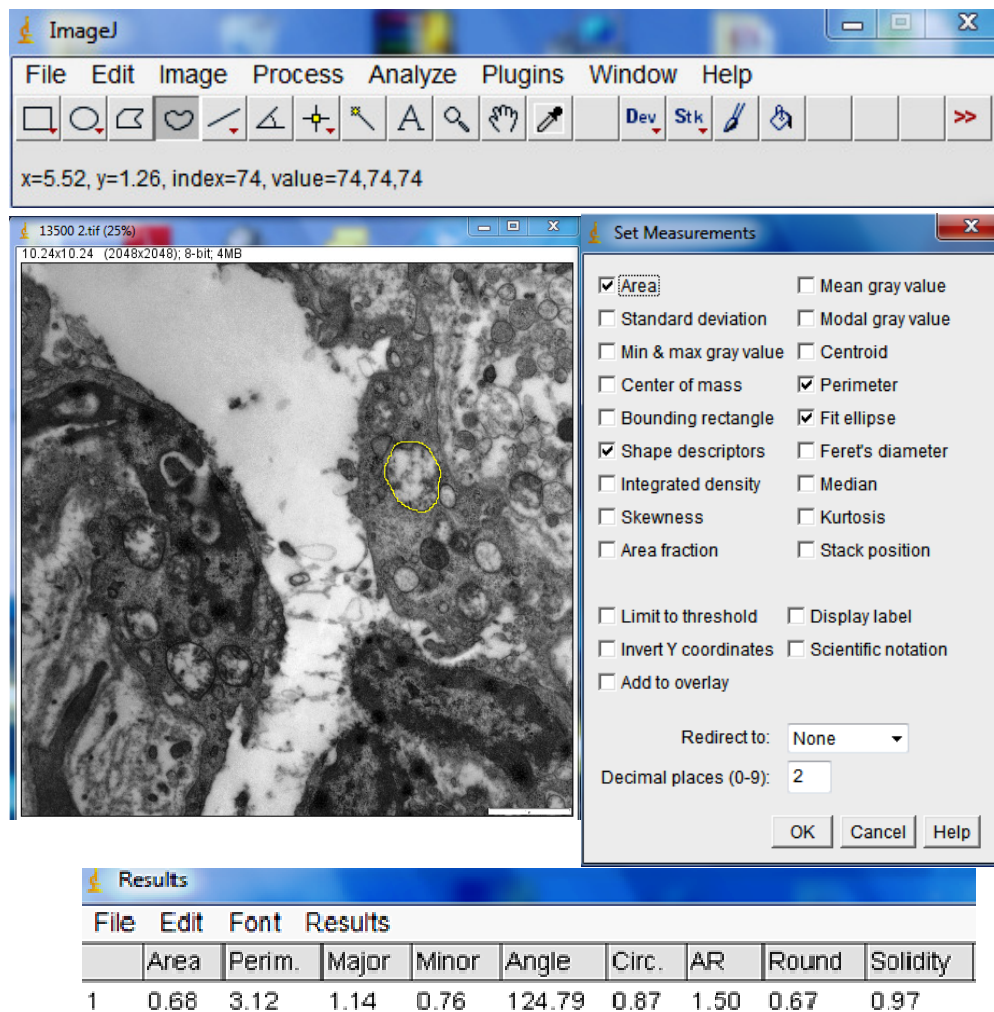 ImageJ
File Edit Image Process Analyze Plugins Window Help
A Dev Stk >>
x=5.52, y=1.26, index=74, value=74,74,74
13500 2.tif (25%)
10.24x10.24 (2048x2048); 8-bit; 4MB
Set Measurements
Area Mean gray value
Standard deviation Modal gray value
Min & max gray value Centroid
Center of mass Perimeter
Bounding rectangle Fit ellipse
Shape descriptors Feret's diameter
Integrated density Median
Skewness Kurtosis
Area fraction Stack position
Limit to threshold Display label
Invert Y coordinates Scientific notation
Add to overlay
Redirect to: None
Decimal places (0-9): 2
OK Cancel Help
Results
File Edit Font Results
Area Perim. Major Minor Angle Circ. AR Round Solidity
1 0.68 3.12 1.14 0.76 124.79 0.87 1.50 0.67 0.97